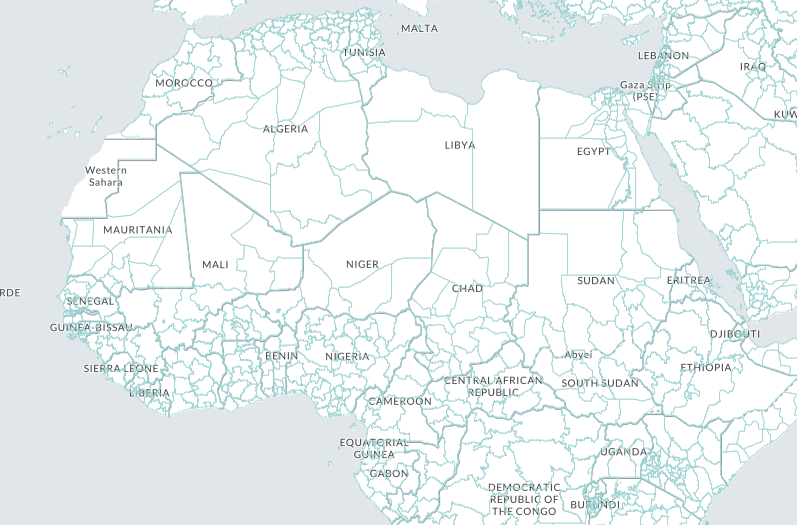 MALTA
TUNISIA
LEBANON
IRAQ
MOROCCO
Gaza Strip
(PSE)
KUW
ALGERIA
LIBYA
EGYPT
Western
Sahara
MAURITANIA
MALI
NIGER
CHAD
SUDAN
ERITREA
RDE
SENEGAL
GUINEA-BISSAU
DJIBOUTI
BENIN
NIGERIA
Abyei
SIERRA LEONE
ETHIOPIA
LIBERIA
CENTRAL AFRICAN
REPUBLIC
SOUTH SUDAN
CAMEROON
EQUATORIAL
GUINEA
UGANDA
GABON
DEMOCRATIC
REPUBLIC OF
THE CONGO
BURUNDI